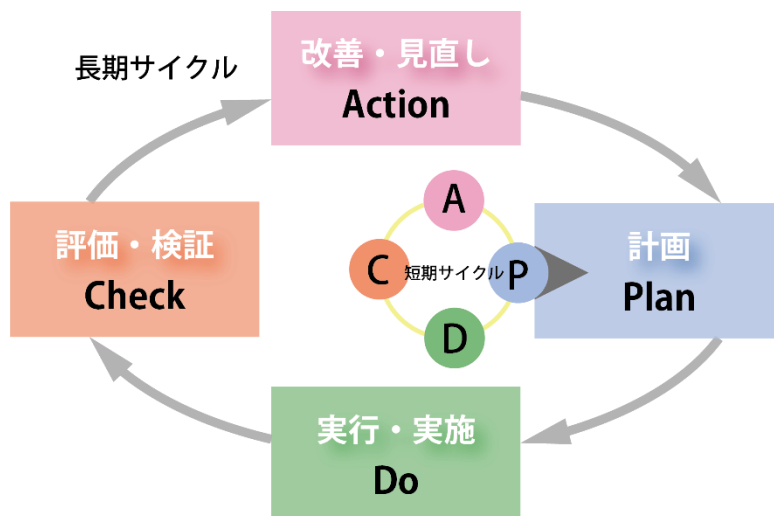 長期サイクル
改善・見直し
Action
評価・検証
Check
A
C
短期サイクル
P
D
計画
Plan
実行・実施
Do